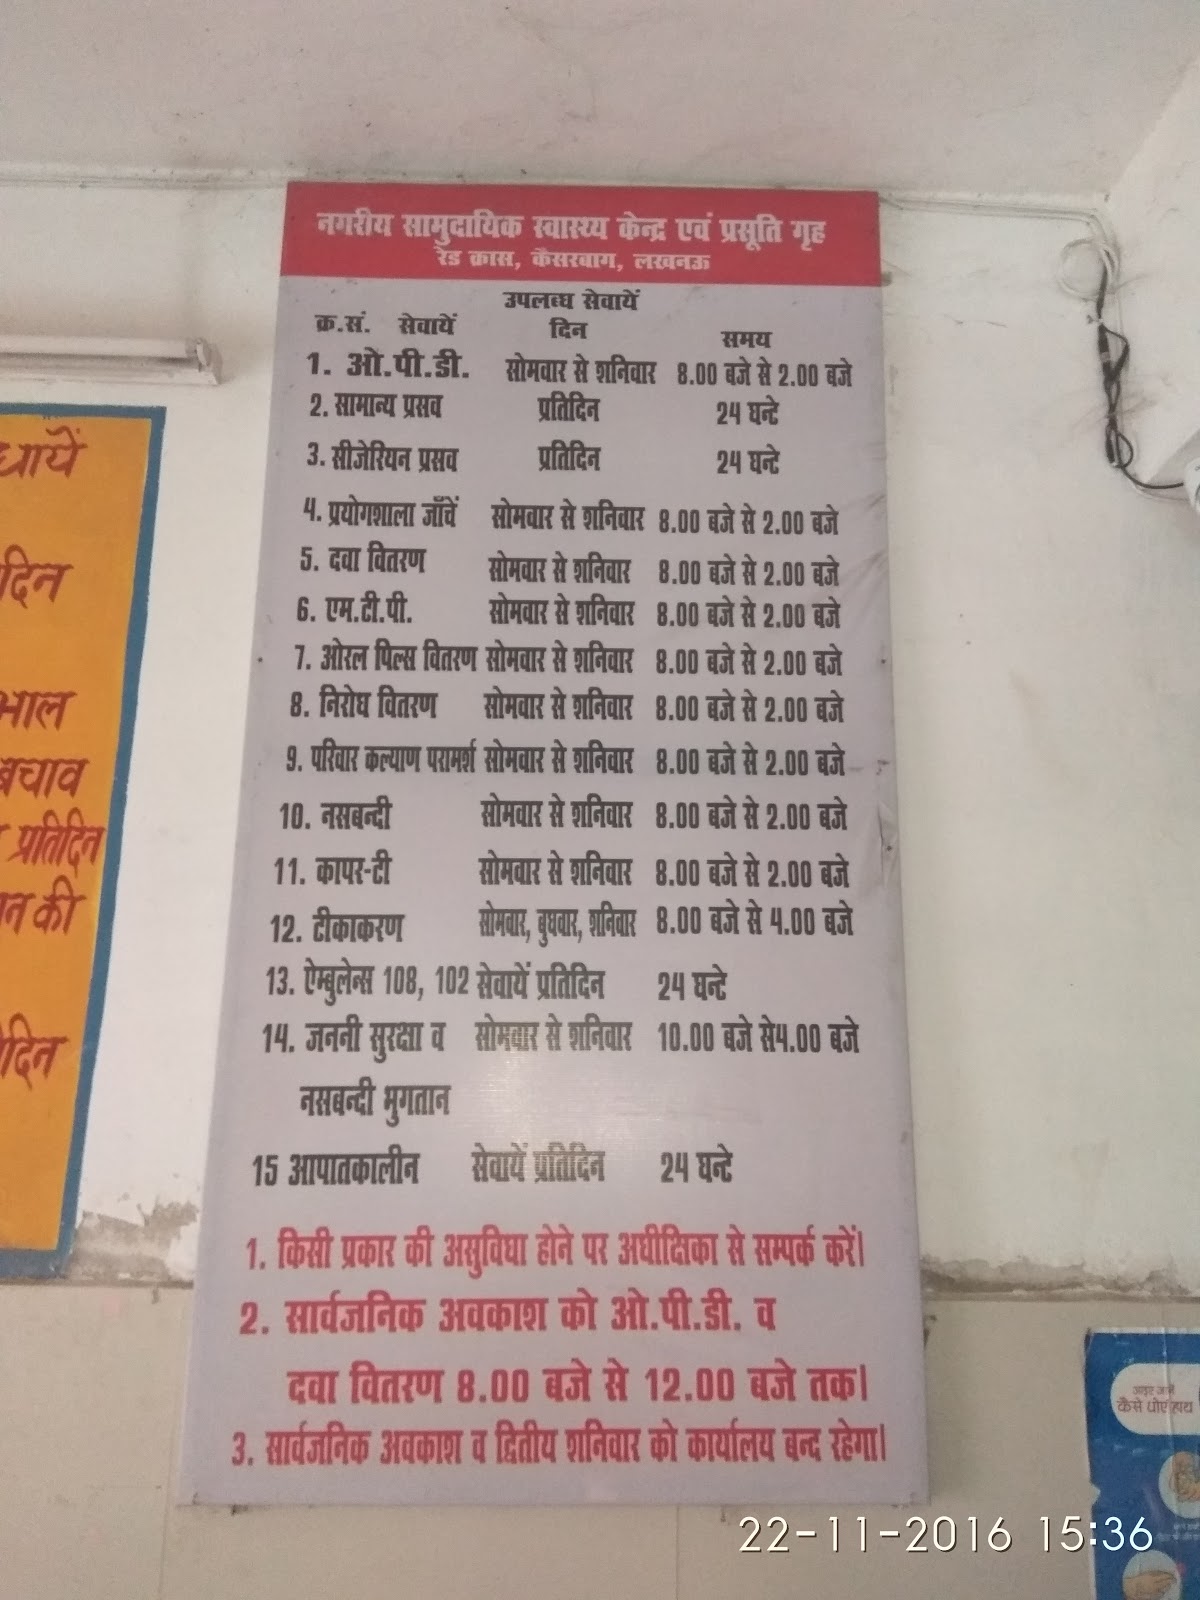 नगरीय सामुदायिक स्वास्थ्य केन्द्र एवं प्रसूति गृह
रेड क्रास, कैसरबाग, लखनऊ
उपलब्ध सेवायें
क्र.सं. सेवायें दिन समय
1. ओ.पी.डी. सोमवार से शनिवार 8.00 बजे से 2.00 बजे
2. सामान्य प्रसव प्रतिदिन 24 घन्टे
3. सीजेरियन प्रसव प्रतिदिन 24 घन्टे
4. प्रयोगशाला जाँचें सोमवार से शनिवार 8.00 बजे से 2.00 बजे
5. दवा वितरण सोमवार से शनिवार 8.00 बजे से 2.00 बजे
6. एम.टी.पी. सोमवार से शनिवार 8.00 बजे से 2.00 बजे
7. ओरल पिल्स वितरण सोमवार से शनिवार 8.00 बजे से 2.00 बजे
8. निरोध वितरण सोमवार से शनिवार 8.00 बजे से 2.00 बजे
9. परिवार कल्याण परामर्श सोमवार से शनिवार 8.00 बजे से 2.00 बजे
10. नसबन्दी सोमवार से शनिवार 8.00 बजे से 2.00 बजे
11. कापर-टी सोमवार से शनिवार 8.00 बजे से 2.00 बजे
12. टीकाकरण सोमवार, बुधवार, शनिवार 8.00 बजे से 4.00 बजे
13. ऐम्बुलेन्स 108, 102 सेवायें प्रतिदिन 24 घन्टे
14. जननी सुरक्षा व सोमवार से शनिवार 10.00 बजे से4.00 बजे
नसबन्दी भुगतान
15 आपातकालीन सेवायें प्रतिदिन 24 घन्टे
1. किसी प्रकार की असुविधा होने पर अधीक्षिका से सम्पर्क करें।
2. सार्वजनिक अवकाश को ओ.पी.डी. व
दवा वितरण 8.00 बजे से 12.00 बजे तक।
3. सार्वजनिक अवकाश व द्वितीय शनिवार को कार्यालय बन्द रहेगा।
धायें
दिन
भाल
बचाव
प्रतिदिन
की
दिन
कैसे धोएं हाथ
22-11-2016 15:36